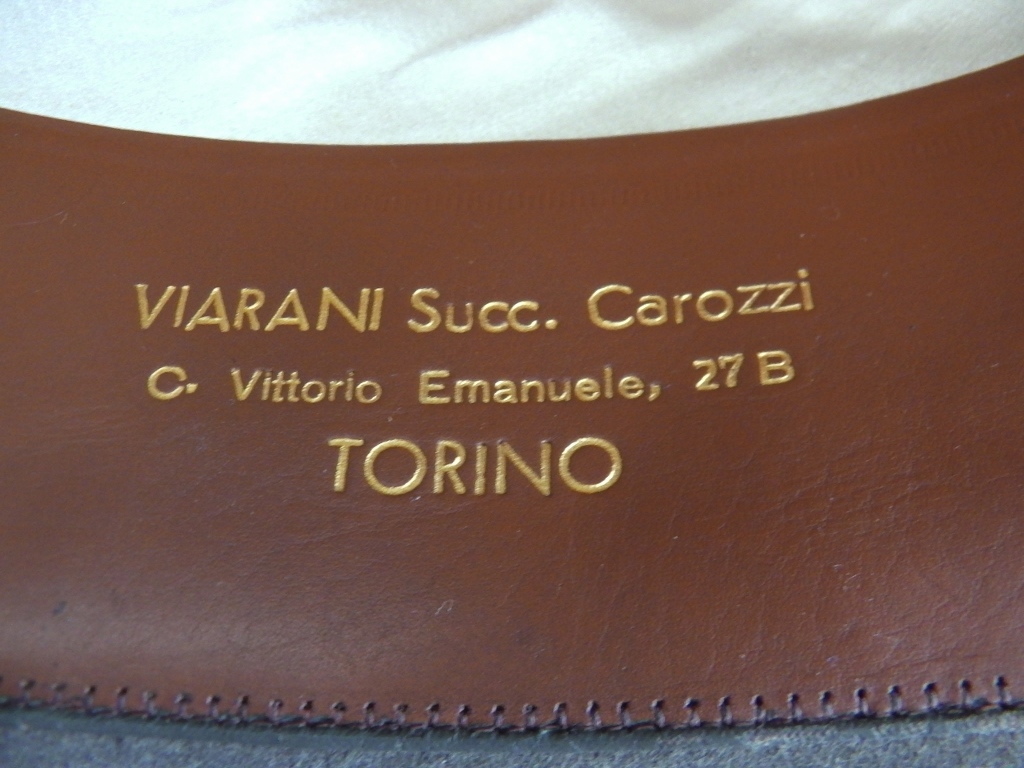 VIARANI Succ. Carozzi
C. Vittorio Emanuele, 27 B
TORINO